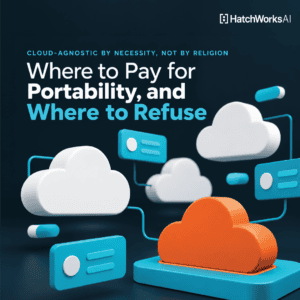 HatchWorksAI
CLOUD-AGNOSTIC BY NECESSITY, NOT BY RELIGION
Where to Pay for
Portability, and
Where to Refuse